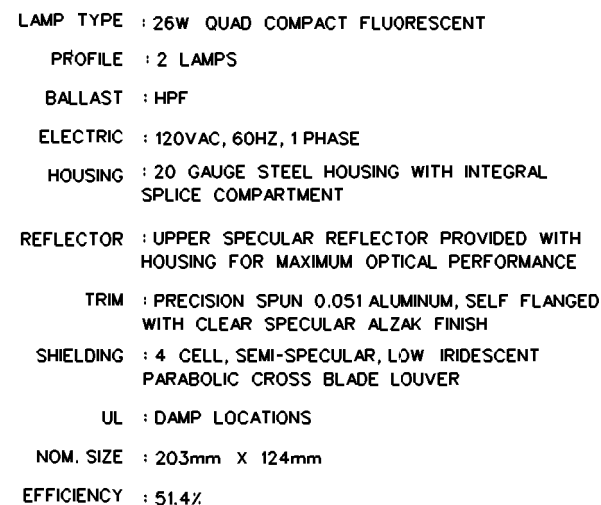 LAMP TYPE : 26W QUAD COMPACT FLUORESCENT
PROFILE : 2 LAMPS
BALLAST : HPF
ELECTRIC : 120VAC, 60HZ, 1 PHASE
HOUSING : 20 GAUGE STEEL HOUSING WITH INTEGRAL
SPLICE COMPARTMENT
REFLECTOR : UPPER SPECULAR REFLECTOR PROVIDED WITH
HOUSING FOR MAXIMUM OPTICAL PERFORMANCE
TRIM : PRECISION SPUN 0.051 ALUMINUM, SELF FLANGED
WITH CLEAR SPECULAR ALZAK FINISH
SHIELDING : 4 CELL, SEMI-SPECULAR, LOW IRIDESCENT
PARABOLIC CROSS BLADE LOUVER
UL : DAMP LOCATIONS
NOM. SIZE : 203mm X 124mm
EFFICIENCY : 51.4%